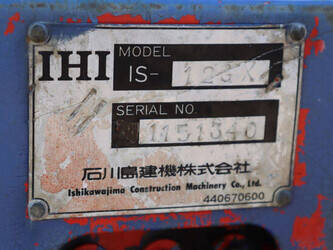 IHI
MODEL
IS-
SERIAL NO.
1151340
石川島建機株式会社
Ishikawajima Construction Machinery Co., Ltd.
440670600